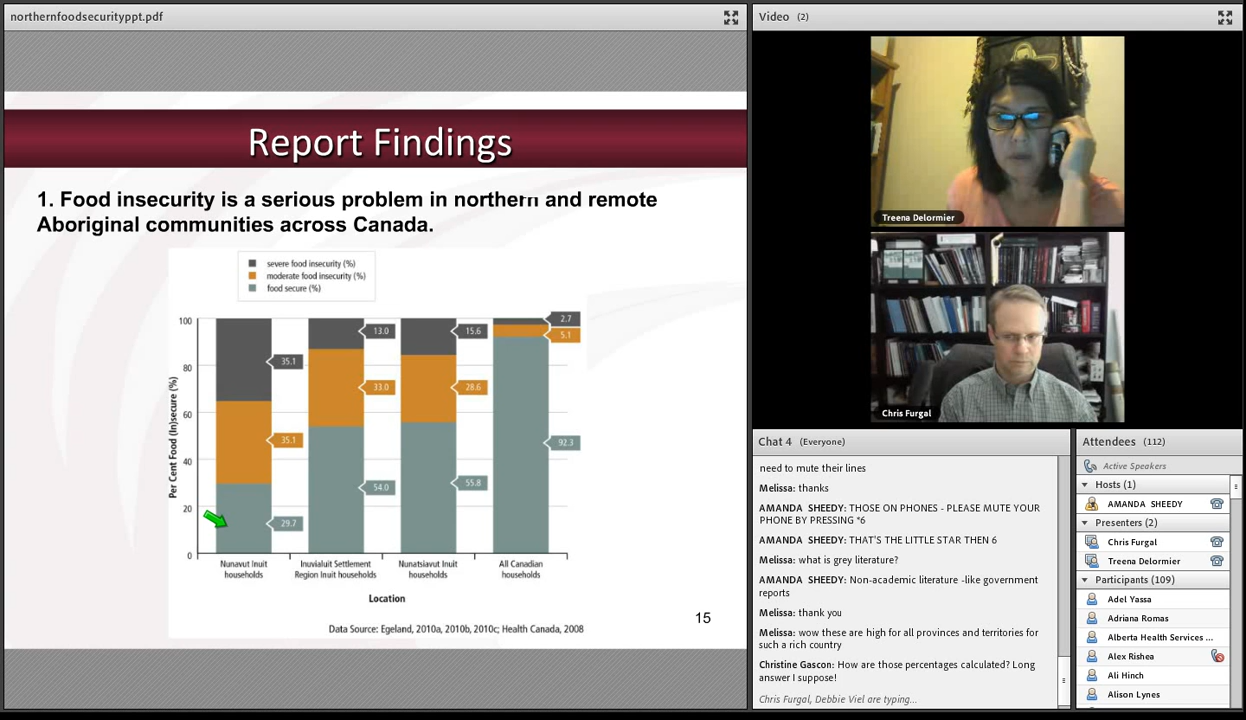 northernfoodsecurityppt.pdf
Report Findings
1. Food insecurity is a serious problem in northern and remote
Aboriginal communities across Canada.
severe food insecurity (%)
moderate food insecurity (%)
food secure (%)
Per Cent Food (In)secure (%)
100
80
60
40
20
0
35.1
35.1
29.7
13.0
33.0
54.0
15.6
28.6
55.8
2.7
5.1
92.3
Nunavut Inuit
households
Inuvialuit Settlement
Region Inuit households
Nunatsiavut Inuit
households
All Canadian
households
Location
Data Source: Egeland, 2010a, 2010b, 2010c; Health Canada, 2008
15
Video (2)
Treena Delormier
Chris Furgal
Chat 4 (Everyone)
need to mute their lines
Melissa: thanks
AMANDA SHEEDY: THOSE ON PHONES - PLEASE MUTE YOUR
PHONE BY PRESSING *6
AMANDA SHEEDY: THAT'S THE LITTLE STAR THEN 6
Melissa: what is grey literature?
AMANDA SHEEDY: Non-academic literature -like government
reports
Melissa: thank you
Melissa: wow these are high for all provinces and territories for
such a rich country
Christine Gascon: How are those percentages calculated? Long
answer I suppose!
Chris Furgal, Debbie Viel are typing...
Attendees (112)
Active Speakers
Hosts (1)
AMANDA SHEEDY
Presenters (2)
Chris Furgal
Treena Delormier
Participants (109)
Adel Yassa
Adriana Romas
Alberta Health Services ...
Alex Rishea
Ali Hinch
Alison Lynes